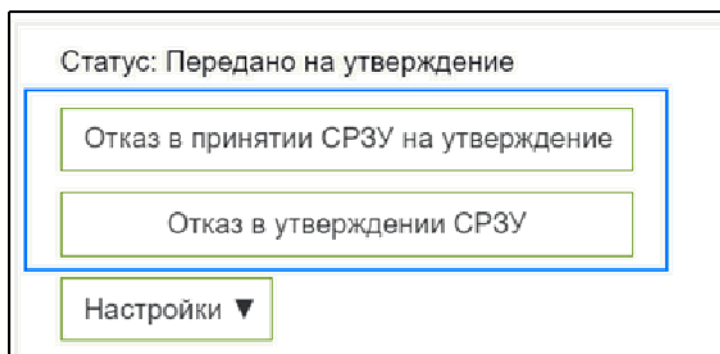 Статус: Передано на утверждение
Отказ в принятии СРЗУ на утверждение
Отказ в утверждении СРЗУ
Настройки ▼